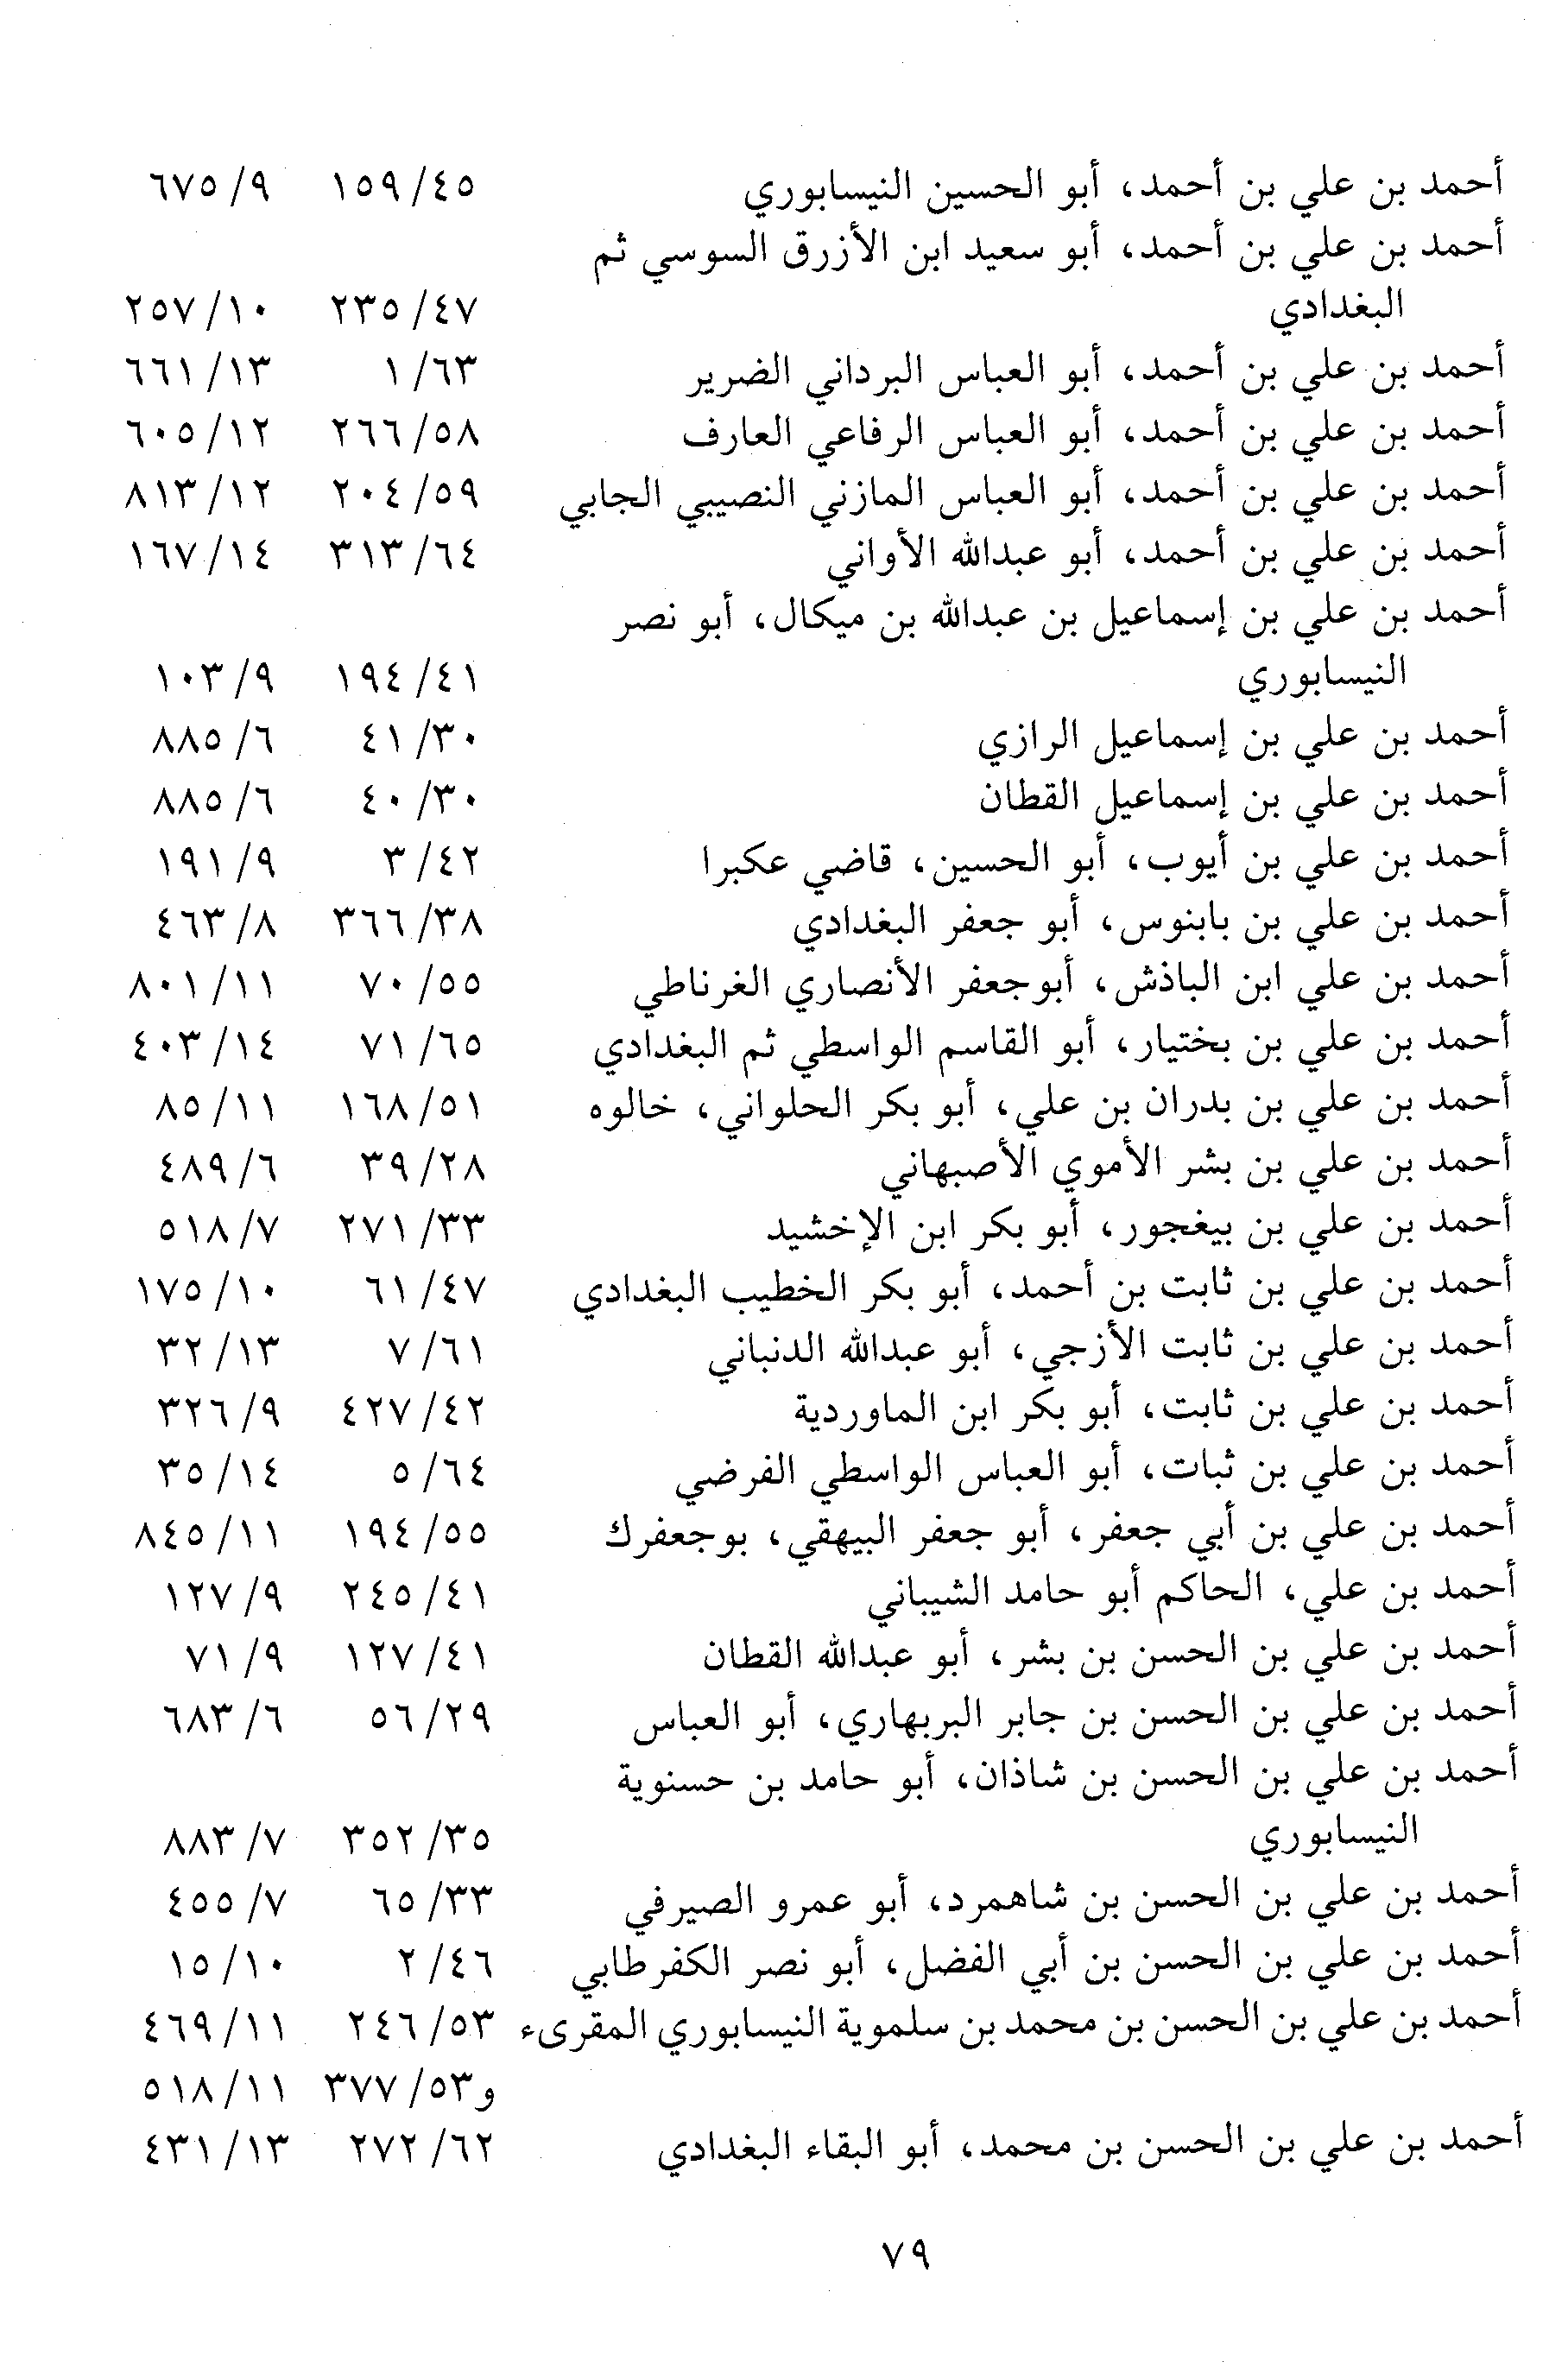 أحمد بن علي بن أحمد، أبو الحسين النيسابوري ٤٥/ ١٥٩ ٩/ ٦٧٥
أحمد بن علي بن أحمد، أبو سعيد ابن الأزرق السوسي ثم
البغدادي ٤٧/ ٢٣٥ ١٠/ ٢٥٧
أحمد بن علي بن أحمد، أبو العباس البرداني الضرير ٦٣/ ١ ١٣/ ٦٦١
أحمد بن علي بن أحمد، أبو العباس الرفاعي العارف ٥٨/ ٢٦٦ ١٢/ ٦٠٥
أحمد بن علي بن أحمد، أبو العباس المازني النصيبي الجابي ٥٩/ ٢٠٤ ١٢/ ٨١٣
أحمد بن علي بن أحمد، أبو عبدالله الأواني ٦٤/ ٣١٣ ١٤/ ١٦٧
أحمد بن علي بن إسماعيل بن عبدالله بن ميكال، أبو نصر
النيسابوري ٤١/ ١٩٤ ٩/ ١٠٣
أحمد بن علي بن إسماعيل الرازي ٣٠/ ٤١ ٦/ ٨٨٥
أحمد بن علي بن إسماعيل القطان ٣٠/ ٤٠ ٦/ ٨٨٥
أحمد بن علي بن أيوب، أبو الحسين، قاضي عكبرا ٤٢/ ٣ ٩/ ١٩١
أحمد بن علي بن بابنوس، أبو جعفر البغدادي ٣٨/ ٣٦٦ ٨/ ٤٦٣
أحمد بن علي ابن الباذش، أبوجعفر الأنصاري الغرناطي ٥٥/ ٧٠ ١١/ ٨٠١
أحمد بن علي بن بختيار، أبو القاسم الواسطي ثم البغدادي ٦٥/ ٧١ ١٤/ ٤٠٣
أحمد بن علي بن بدران بن علي، أبو بكر الحلواني، خالوه ٥١/ ١٦٨ ١١/ ٨٥
أحمد بن علي بن بشر الأموي الأصبهاني ٢٨/ ٣٩ ٦/ ٤٨٩
أحمد بن علي بن بيغجور، أبو بكر ابن الإخشيد ٣٣/ ٢٧١ ٧/ ٥١٨
أحمد بن علي بن ثابت بن أحمد، أبو بكر الخطيب البغدادي ٤٧/ ٦١ ١٠/ ١٧٥
أحمد بن علي بن ثابت الأزجي، أبو عبدالله الدنباني ٦١/ ٧ ١٣/ ٣٢
أحمد بن علي بن ثابت، أبو بكر ابن الماوردية ٤٢/ ٤٢٧ ٩/ ٣٢٦
أحمد بن علي بن ثبات، أبو العباس الواسطي الفرضي ٦٤/ ٥ ١٤/ ٣٥
أحمد بن علي بن أبي جعفر، أبو جعفر البيهقي، بوجعفرك ٥٥/ ١٩٤ ١١/ ٨٤٥
أحمد بن علي، الحاكم أبو حامد الشيباني ٤١/ ٢٤٥ ٩/ ١٢٧
أحمد بن علي بن الحسن بن بشر، أبو عبدالله القطان ٤١/ ١٢٧ ٩/ ٧١
أحمد بن علي بن الحسن بن جابر البربهاري، أبو العباس ٢٩/ ٥٦ ٦/ ٦٨٣
أحمد بن علي بن الحسن بن شاذان، أبو حامد بن حسنوية
النيسابوري ٣٥/ ٣٥٢ ٧/ ٨٨٣
أحمد بن علي بن الحسن بن شاهمرد، أبو عمرو الصيرفي ٣٣/ ٦٥ ٧/ ٤٥٥
أحمد بن علي بن الحسن بن أبي الفضل، أبو نصر الكفرطابي ٤٦/ ٢ ١٠/ ١٥
أحمد بن علي بن الحسن بن محمد بن سلموية النيسابوري المقرىء ٥٣/ ٢٤٦ ١١/ ٤٦٩
و٥٣/ ٣٧٧ ١١/ ٥١٨
أحمد بن علي بن الحسن بن محمد، أبو البقاء البغدادي ٦٢/ ٢٧٢ ١٣/ ٤٣١
٧٩